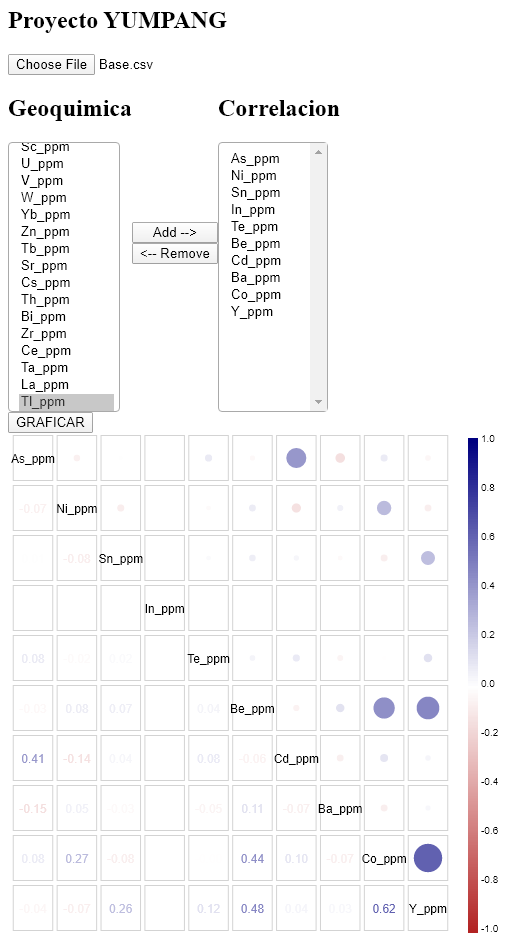 Proyecto YUMPANG
Choose File Base.csv
Geoquimica Correlacion
Sc_ppm
U_ppm
V_ppm
W_ppm
Yb_ppm
Zn_ppm
Tb_ppm
Sr_ppm
Cs_ppm
Th_ppm
Bi_ppm
Zr_ppm
Ce_ppm
Ta_ppm
La_ppm
Tl_ppm
Add -->
<-- Remove
As_ppm
Ni_ppm
Sn_ppm
In_ppm
Te_ppm
Be_ppm
Cd_ppm
Ba_ppm
Co_ppm
Y_ppm
GRAFICAR
As_ppm
-0.07 Ni_ppm
-0.08 Sn_ppm
In_ppm
0.08 Te_ppm
0.08 0.07 0.04 Be_ppm
0.41 -0.14 0.04 0.08 -0.06 Cd_ppm
-0.15 0.05 -0.05 0.11 -0.07 Ba_ppm
0.08 0.27 -0.08 0.44 0.10 -0.07 Co_ppm
-0.04 -0.07 0.26 0.12 0.48 0.04 0.03 0.62 Y_ppm
1.0
0.8
0.6
0.4
0.2
0.0
-0.2
-0.4
-0.6
-0.8
-1.0